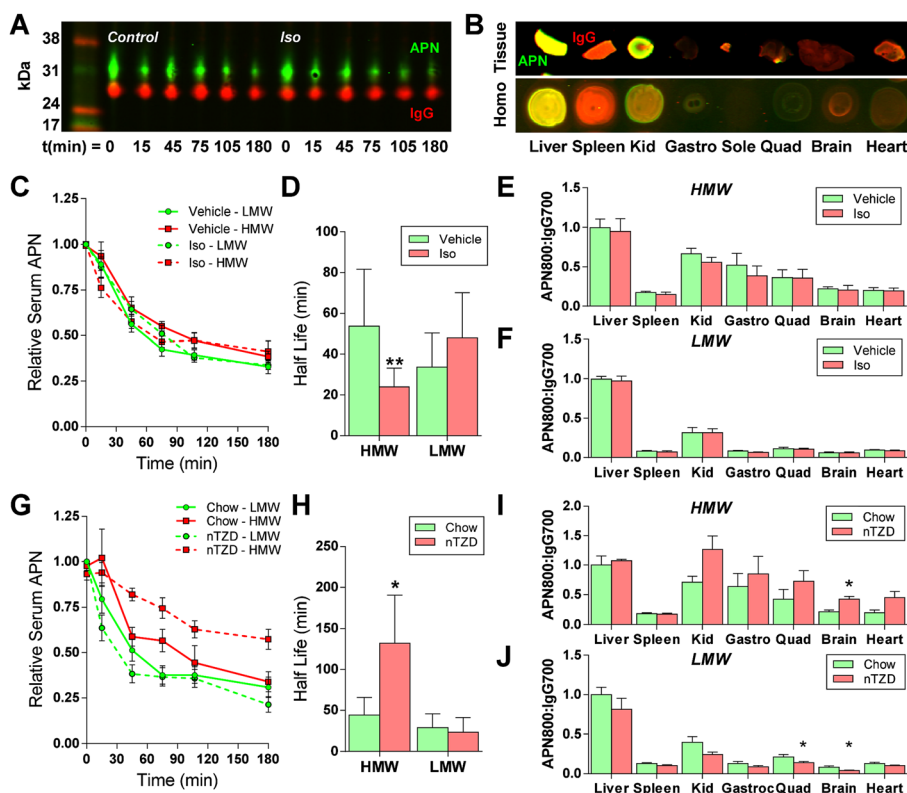 A
kDa
38
31
24
17
Control
Iso
APN
IgG
t(min) = 0 15 45 75 105 180 0 15 45 75 105 180
B
Tissue
Homo
APN
IgG
Liver Spleen Kid Gastro Sole Quad Brain Heart
C
Relative Serum APN
1.25
1.00
0.75
0.50
0.25
0.00
0 30 60 90 120 150 180
Time (min)
Vehicle - LMW
Vehicle - HMW
Iso - LMW
Iso - HMW
D
Half Life (min)
100
80
60
40
20
0
Vehicle
Iso
**
HMW LMW
E
HMW
APN800:IgG700
1.5
1.0
0.5
0.0
Vehicle
Iso
Liver Spleen Kid Gastro Quad Brain Heart
F
LMW
APN800:IgG700
1.5
1.0
0.5
0.0
Vehicle
Iso
Liver Spleen Kid Gastro Quad Brain Heart
G
Relative Serum APN
1.25
1.00
0.75
0.50
0.25
0.00
0 30 60 90 120 150 180
Time (min)
Chow - LMW
Chow - HMW
nTZD - LMW
nTZD - HMW
H
Half Life (min)
250
200
150
100
50
0
Chow
nTZD
*
HMW LMW
I
HMW
APN800:IgG700
2.0
1.5
1.0
0.5
0.0
Chow
nTZD
*
Liver Spleen Kid Gastro Quad Brain Heart
J
LMW
APN800:IgG700
1.5
1.0
0.5
0.0
Chow
nTZD
* *
Liver Spleen Kid Gastroc Quad Brain Heart